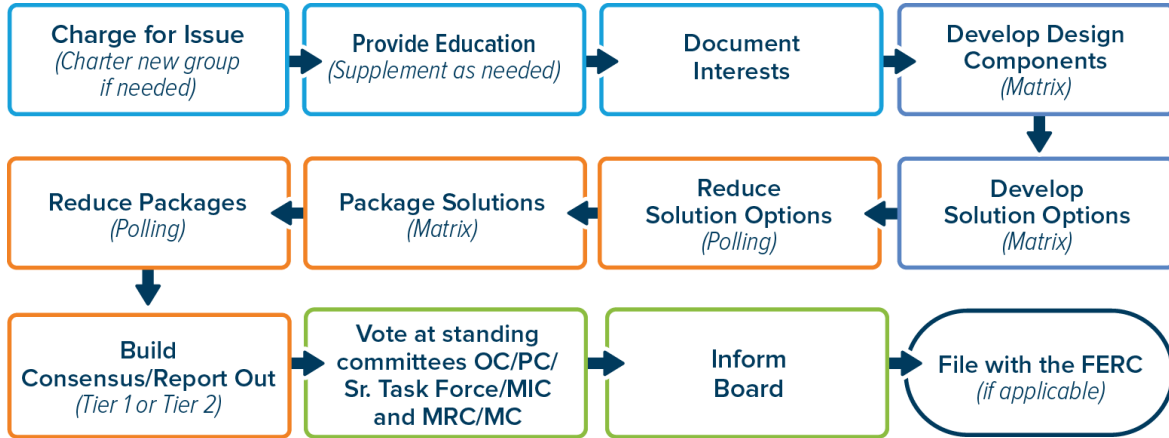 Charge for Issue
(Charter new group
if needed)
Provide Education
(Supplement as needed)
Document
Interests
Develop Design
Components
(Matrix)
Develop
Solution Options
(Matrix)
Reduce
Solution Options
(Polling)
Package Solutions
(Matrix)
Reduce Packages
(Polling)
Build
Consensus/Report Out
(Tier 1 or Tier 2)
Vote at standing
committees OC/PC/
Sr. Task Force/MIC
and MRC/MC
Inform
Board
File with the FERC
(if applicable)